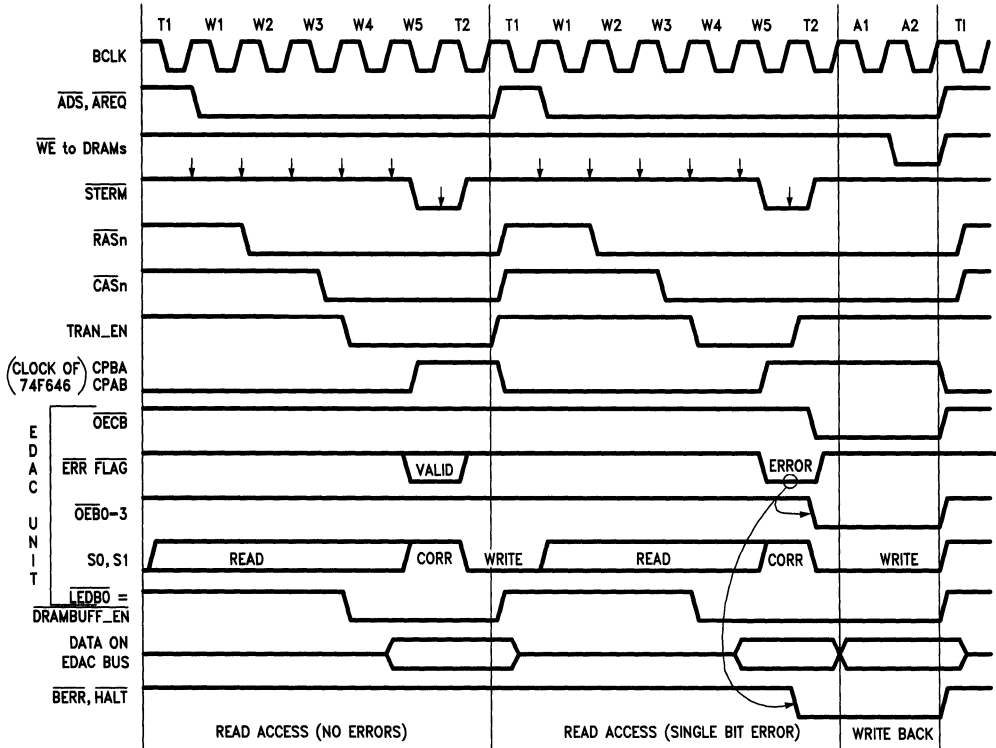 T1 W1 W2 W3 W4 W5 T2 T1 W1 W2 W3 W4 W5 T2 A1 A2 TI
BCLK
ADS, AREQ
WE to DRAMs
STERM
RASn
CASn
TRAN_EN
(CLOCK OF 74F646) CPBA CPAB
EDAC UNIT
OECB
ERR FLAG
VALID
ERROR
OEB0-3
S0, S1
READ
CORR
WRITE
READ
CORR
WRITE
LEDBO =
DRAMBUFF_EN
DATA ON
EDAC BUS
BERR, HALT
READ ACCESS (NO ERRORS)
READ ACCESS (SINGLE BIT ERROR)
WRITE BACK